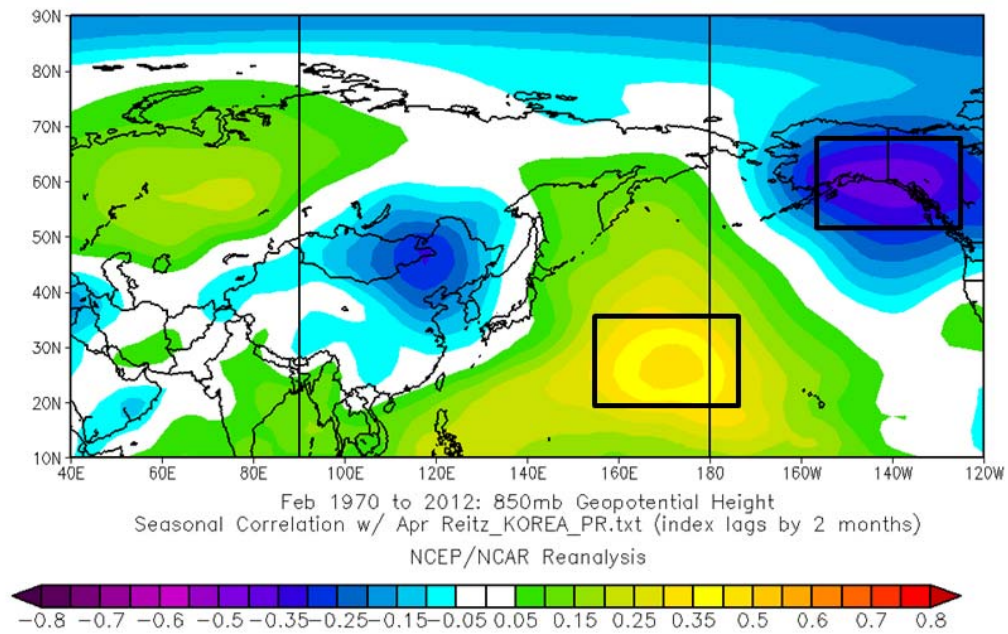 90N
80N
70N
60N
50N
40N
30N
20N
10N
40E 60E 80E 100E 120E 140E 160E 180 160W 140W 120W
Feb 1970 to 2012: 850mb Geopotential Height
Seasonal Correlation w/ Apr Reitz_KOREA_PR.txt (index lags by 2 months)
NCEP/NCAR Reanalysis
-0.8 -0.7 -0.6 -0.5 -0.35 -0.25 -0.15 -0.05 0.05 0.15 0.25 0.35 0.5 0.6 0.7 0.8